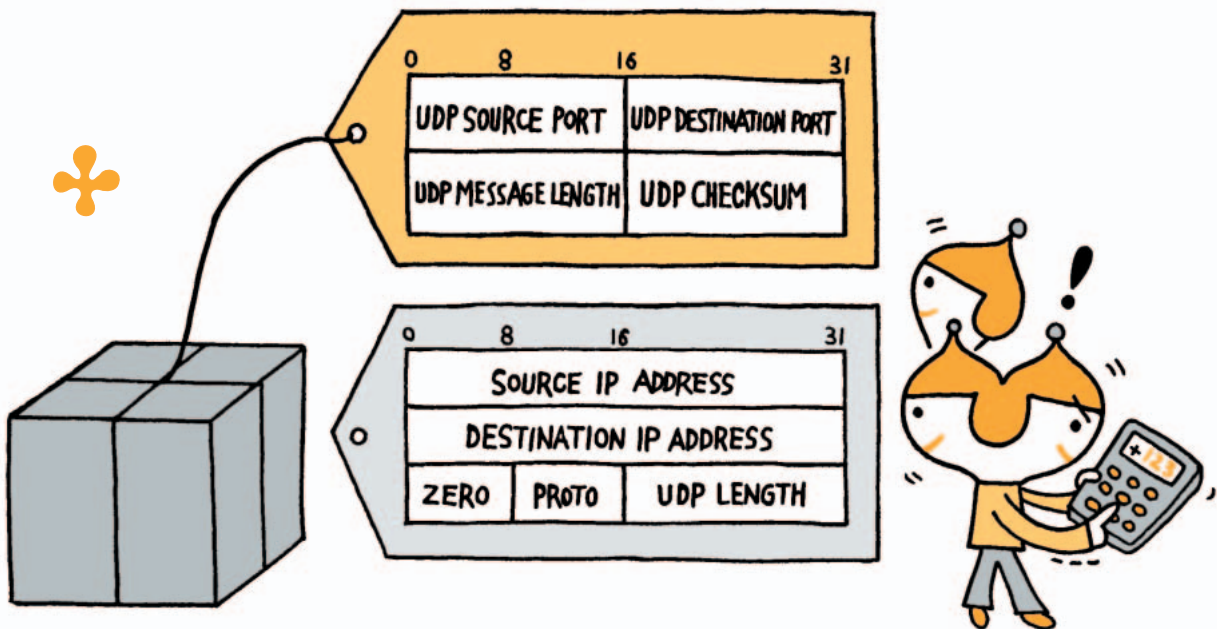 0 8 16 31
UDP SOURCE PORT UDP DESTINATION PORT
UDP MESSAGE LENGTH UDP CHECKSUM
0 8 16 31
SOURCE IP ADDRESS
DESTINATION IP ADDRESS
ZERO PROTO UDP LENGTH
!
+123